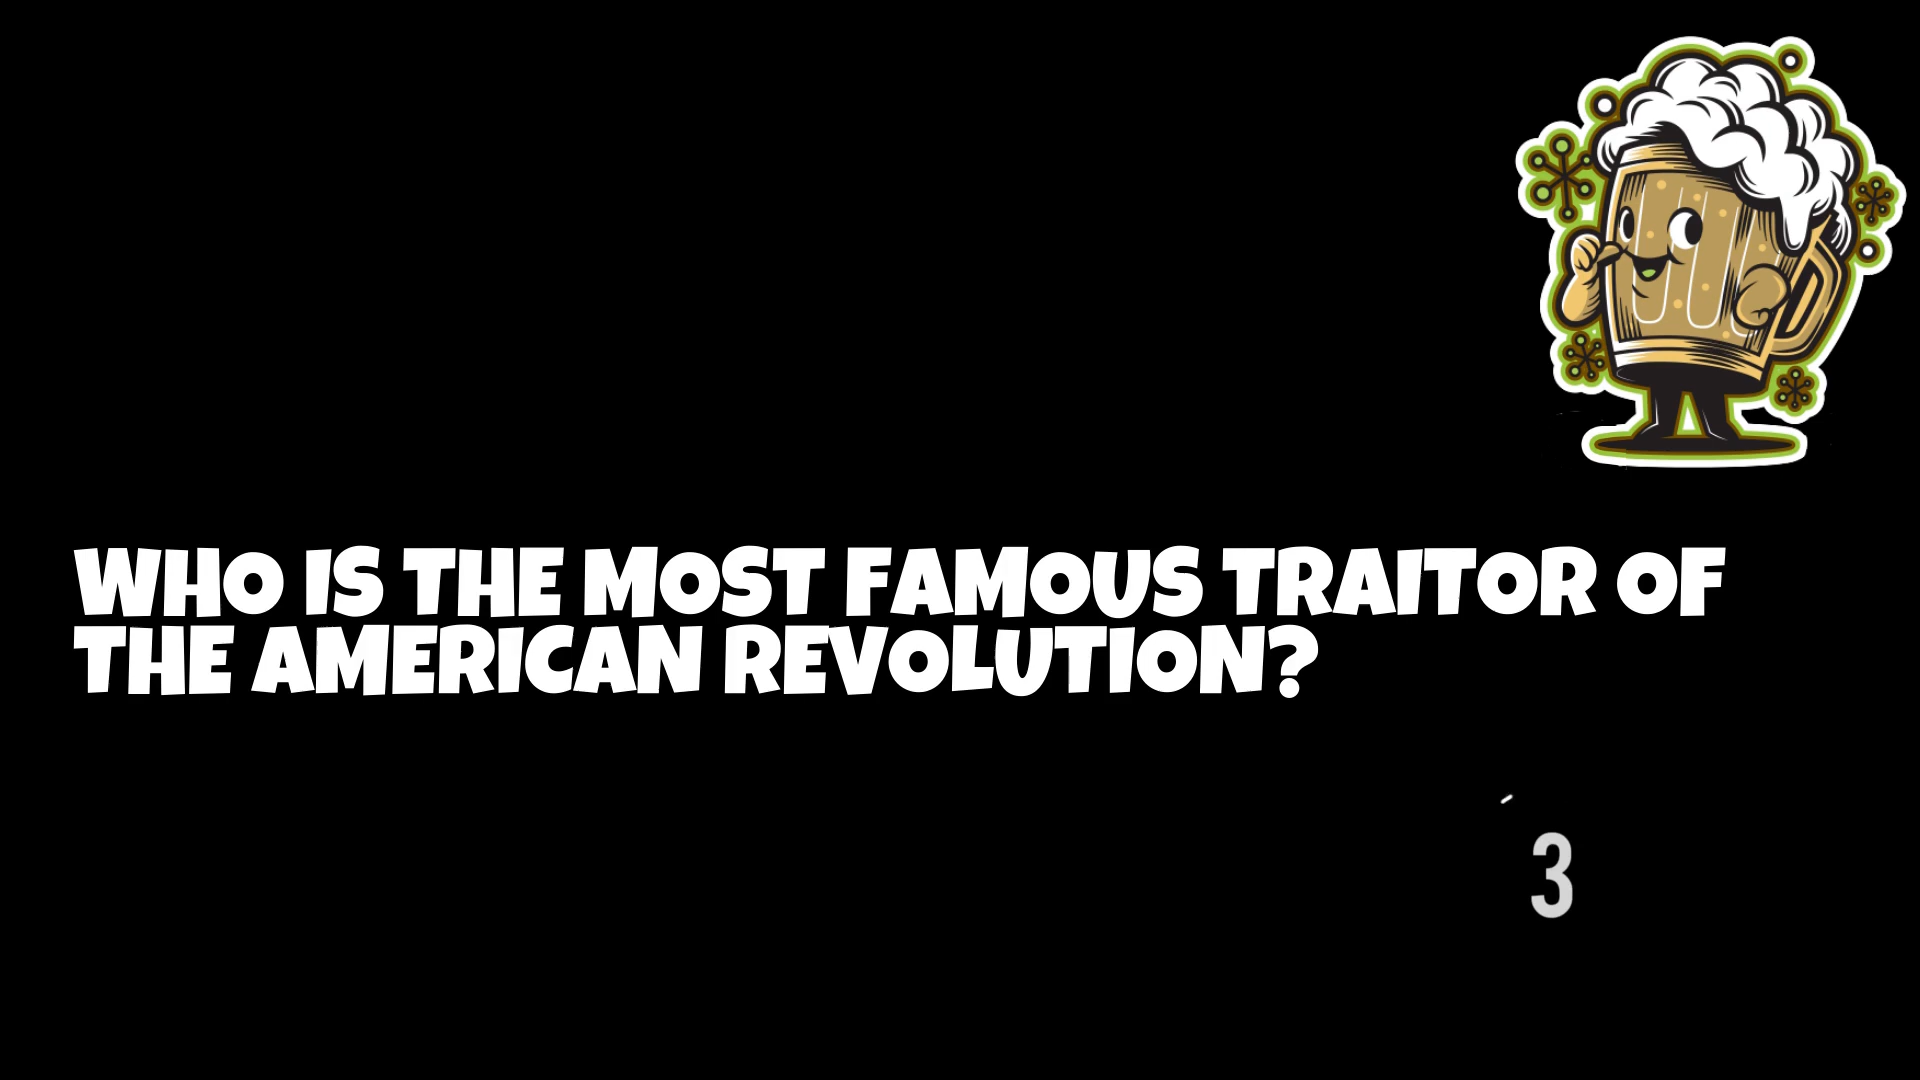 WHO IS THE MOST FAMOUS TRAITOR OF
THE AMERICAN REVOLUTION?
3